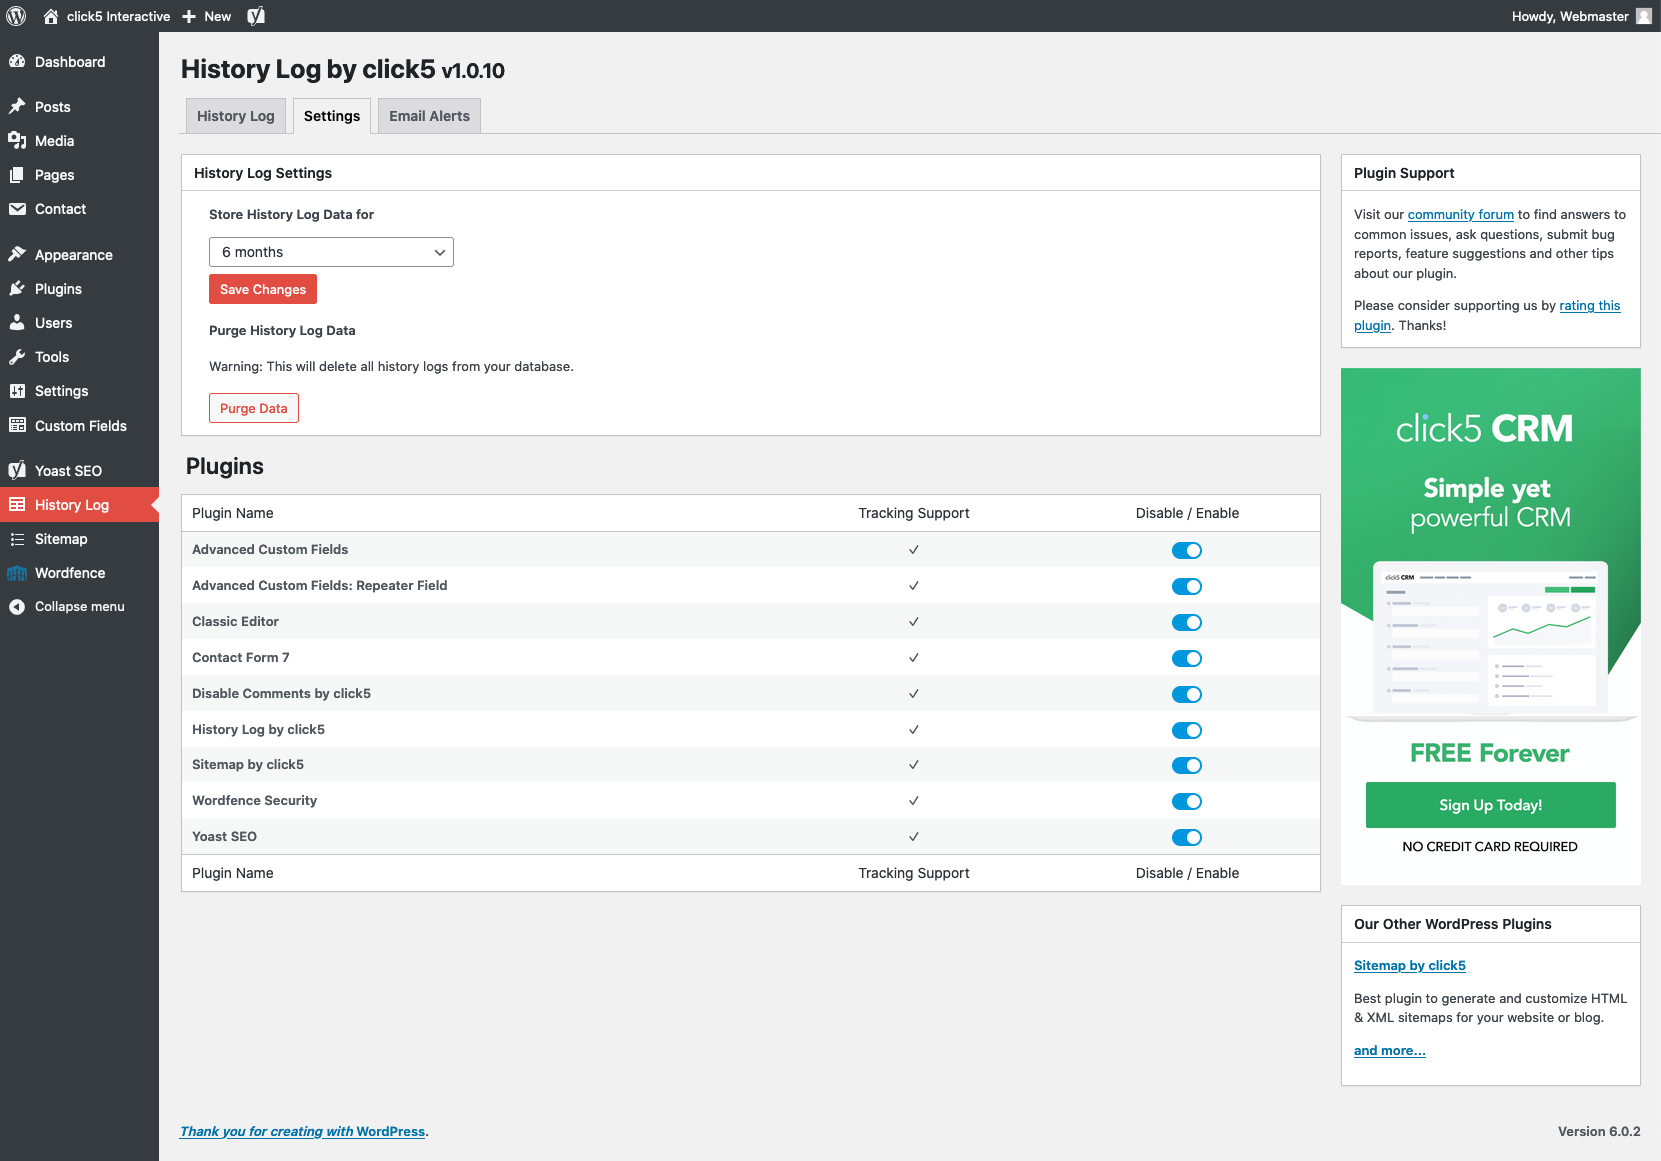 click5 Interactive
New
Howdy, Webmaster
Dashboard
Posts
Media
Pages
Contact
Appearance
Plugins
Users
Tools
Settings
Custom Fields
Yoast SEO
History Log
Sitemap
Wordfence
Collapse menu
History Log by click5 v1.0.10
History Log
Settings
Email Alerts
History Log Settings
Store History Log Data for
6 months
Save Changes
Purge History Log Data
Warning: This will delete all history logs from your database.
Purge Data
Plugins
Plugin Name Tracking Support Disable / Enable
Advanced Custom Fields ✓
Advanced Custom Fields: Repeater Field ✓
Classic Editor ✓
Contact Form 7 ✓
Disable Comments by click5 ✓
History Log by click5 ✓
Sitemap by click5 ✓
Wordfence Security ✓
Yoast SEO ✓
Plugin Name Tracking Support Disable / Enable
Plugin Support
Visit our community forum to find answers to
common issues, ask questions, submit bug
reports, feature suggestions and other tips
about our plugin.
Please consider supporting us by rating this
plugin. Thanks!
click5 CRM
Simple yet
powerful CRM
click5 CRM
FREE Forever
Sign Up Today!
NO CREDIT CARD REQUIRED
Our Other WordPress Plugins
Sitemap by click5
Best plugin to generate and customize HTML
& XML sitemaps for your website or blog.
and more...
Thank you for creating with WordPress.
Version 6.0.2